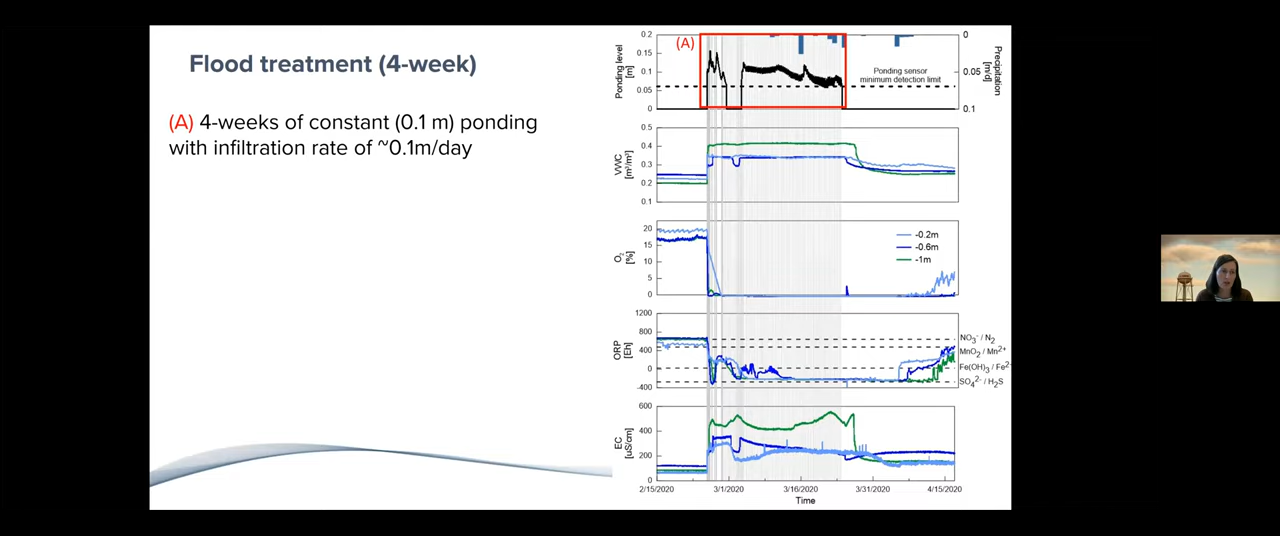 Flood treatment (4-week)
(A) 4-weeks of constant (0.1 m) ponding
with infiltration rate of ~0.1m/day
(A)
Ponding level
[m]
0.2
0.15
0.1
0.05
0
Ponding sensor
minimum detection limit
0
0.05
0.1
Precipitation
[m/d]
VWC
[m³/m³]
0.5
0.4
0.3
0.2
0.1
O₂
[%]
20
15
10
5
0
-0.2m
-0.6m
-1m
ORP
[Eh]
1200
800
400
0
-400
NO₃⁻ / N₂
MnO₂ / Mn²⁺
Fe(OH)₃ / Fe²⁻
SO₄²⁻ / H₂S
EC
[uS/cm]
600
400
200
0
2/15/2020
3/1/2020
3/16/2020
3/31/2020
4/15/2020
Time